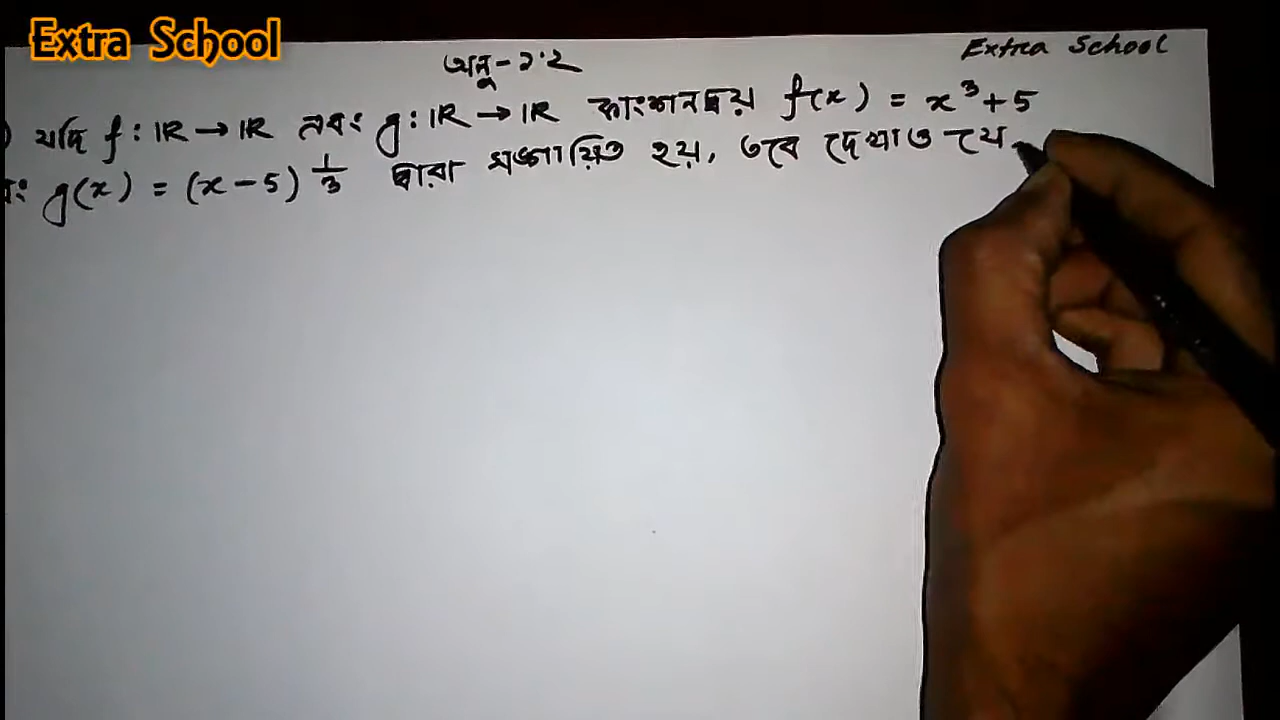 Extra School
Extra School
অনু-২.২
যদি f : IR → IR এবং g : IR → IR ফাংশনদ্বয় f(x) = x³ + 5
বং g(x) = (x - 5)^(1/3) দ্বারা সজ্ঞায়িত হয়, তবে দেখাও যে